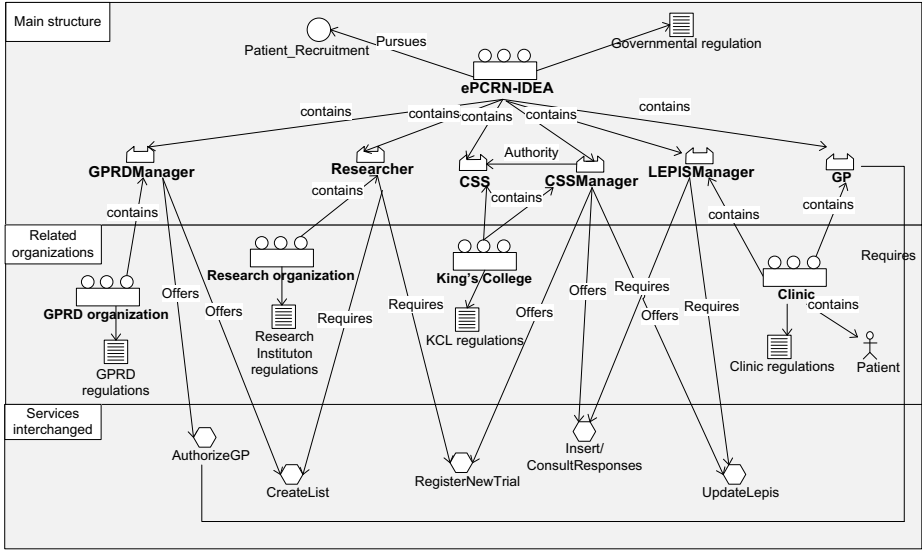 Main structure
Patient_Recruitment
Pursues
Governmental regulation
ePCRN-IDEA
contains
contains
contains
contains
contains
contains
GPRDManager
Researcher
CSS
Authority
CSSManager
LEPISManager
GP
contains
contains
contains
contains
contains
Related
organizations
Research organization
King's College
Clinic
Requires
GPRD organization
Offers
Offers
Requires
Requires
Offers
Offers
Requires
Offers
Requires
contains
Research
Instituton
regulations
KCL regulations
GPRD
regulations
Clinic regulations
Patient
Services
interchanged
AuthorizeGP
CreateList
RegisterNewTrial
Insert/
ConsultResponses
UpdateLepis